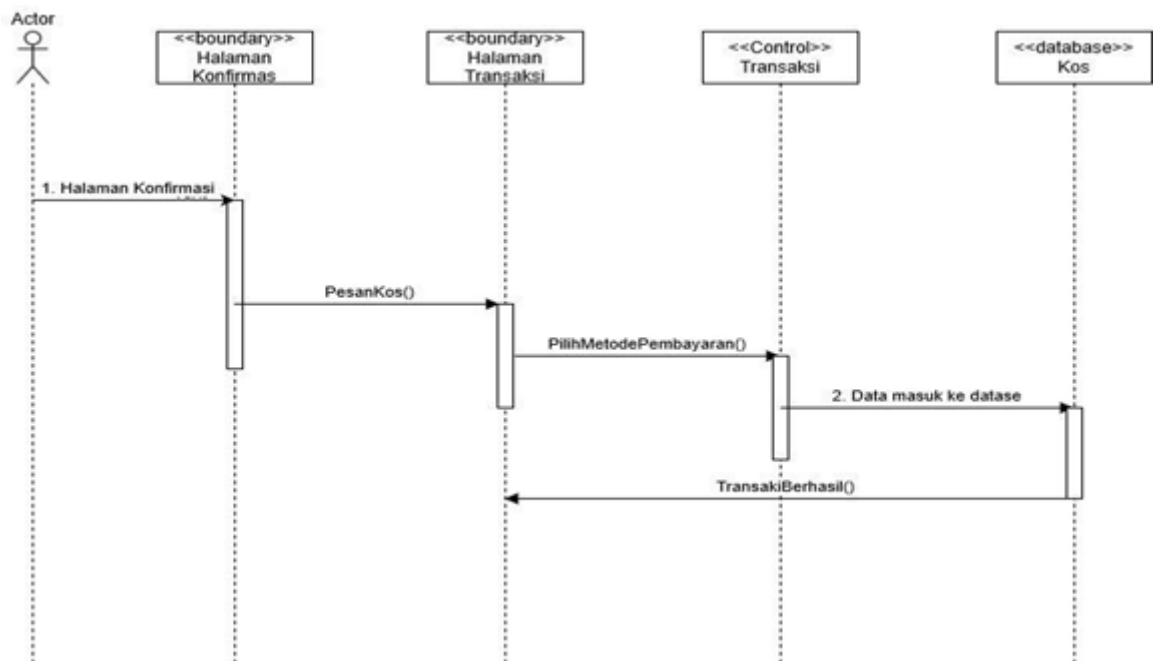 Actor
<<boundary>>
Halaman
Konfirmas
<<boundary>>
Halaman
Transaksi
<<Control>>
Transaksi
<<database>>
Kos
1. Halaman Konfirmasi
PesanKos()
PilihMetodePembayaran()
2. Data masuk ke datase
TransakiBerhasil()